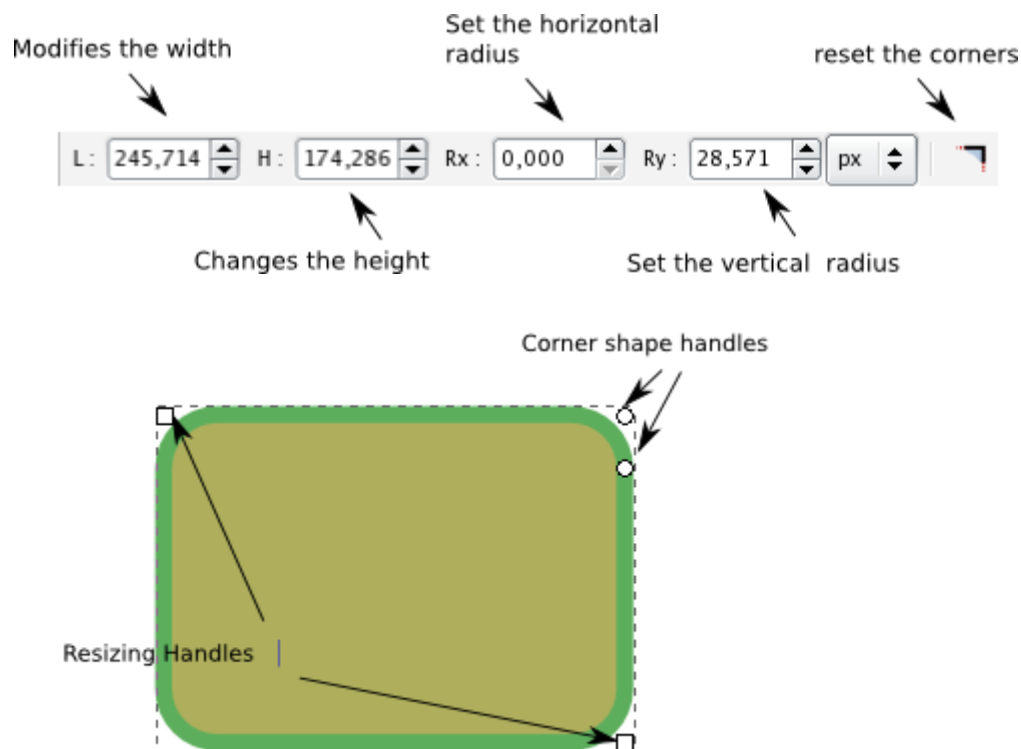 Set the horizontal
radius
Modifies the width
reset the corners
L: 245,714 H: 174,286 Rx: 0,000 Ry: 28,571 px
Changes the height
Set the vertical radius
Corner shape handles
Resizing Handles